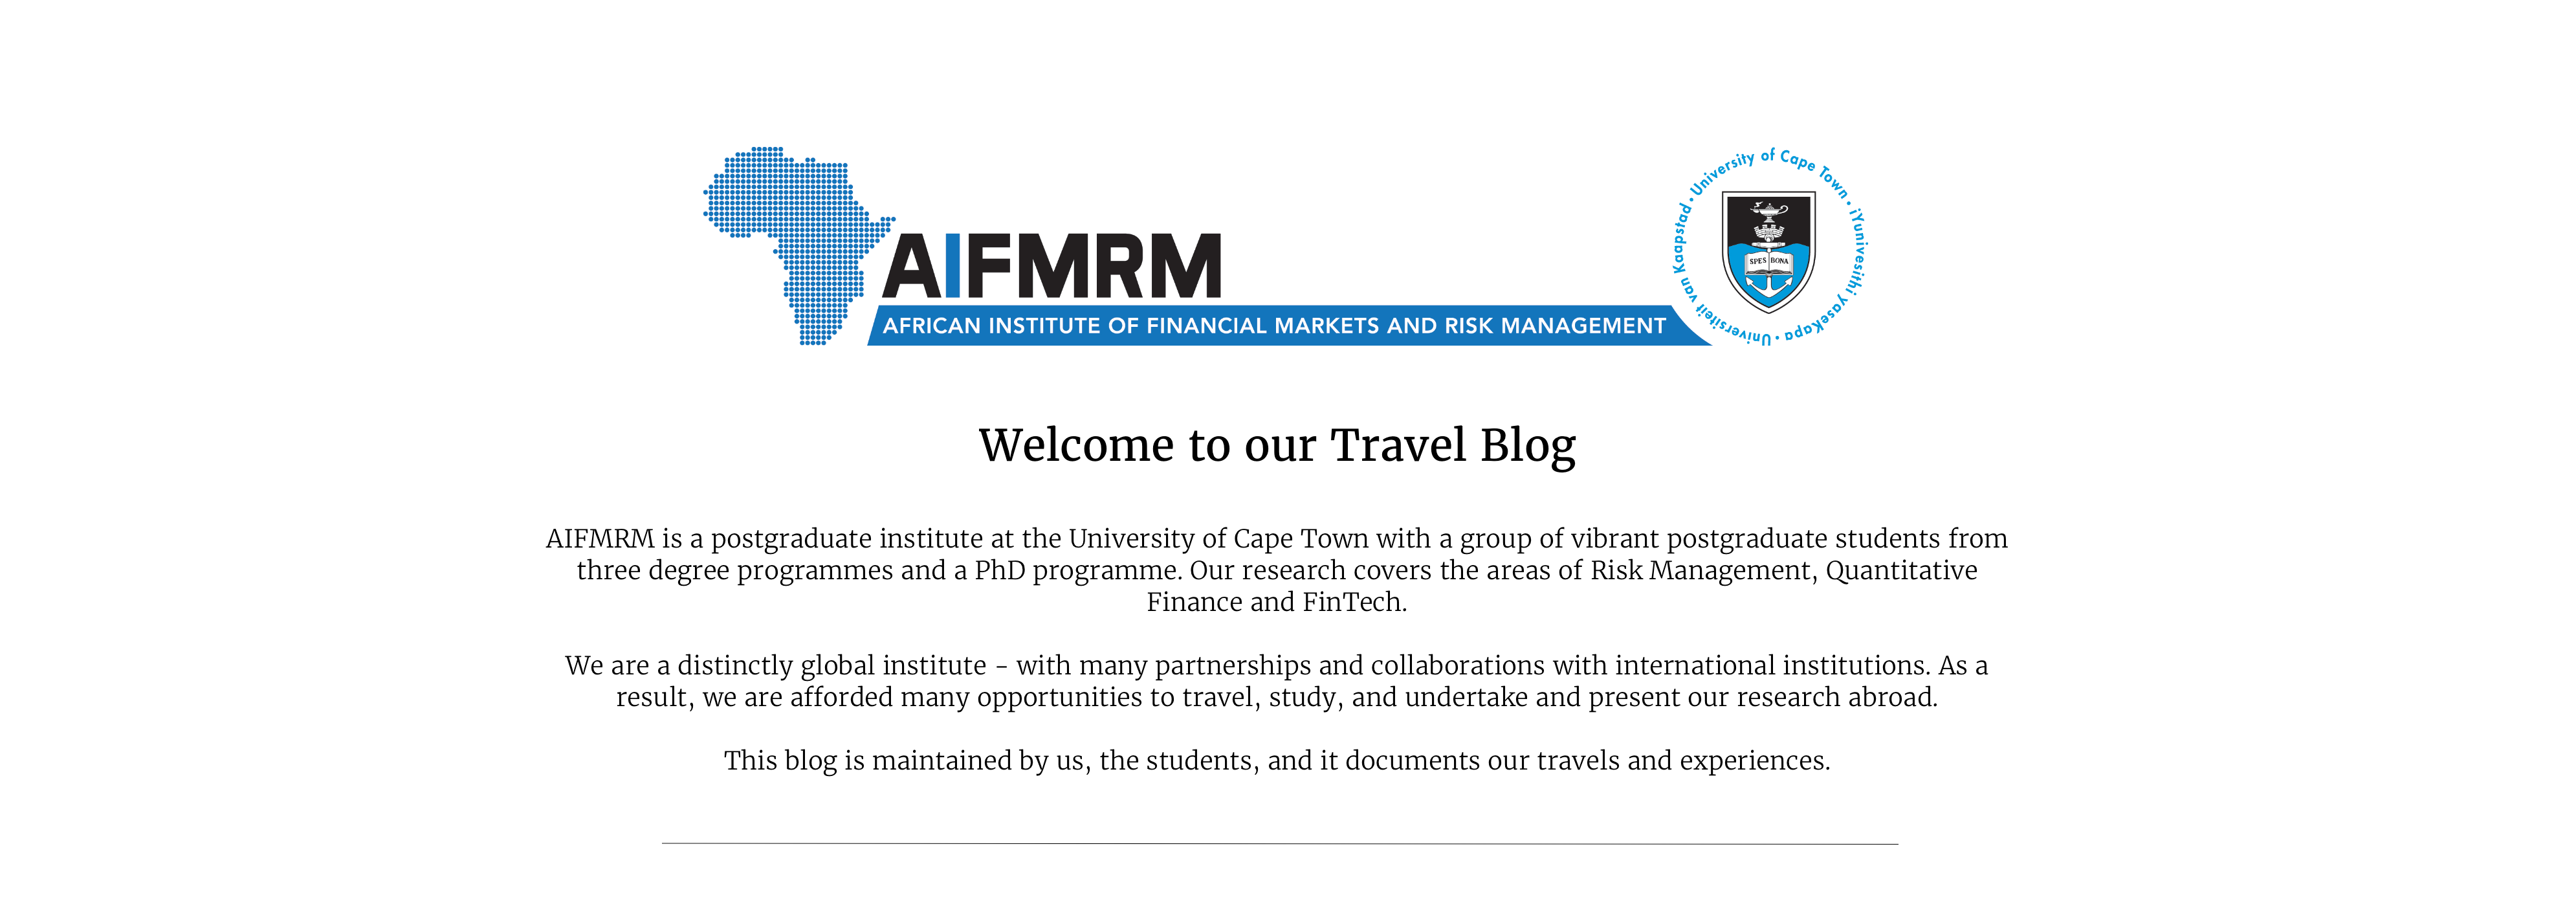 AIFMRM
AFRICAN INSTITUTE OF FINANCIAL MARKETS AND RISK MANAGEMENT
University of Cape Town • iYunivesithi yaseKapa • Universiteit van Kaapstad •
SPES BONA
Welcome to our Travel Blog
AIFMRM is a postgraduate institute at the University of Cape Town with a group of vibrant postgraduate students from
three degree programmes and a PhD programme. Our research covers the areas of Risk Management, Quantitative
Finance and FinTech.
We are a distinctly global institute - with many partnerships and collaborations with international institutions. As a
result, we are afforded many opportunities to travel, study, and undertake and present our research abroad.
This blog is maintained by us, the students, and it documents our travels and experiences.